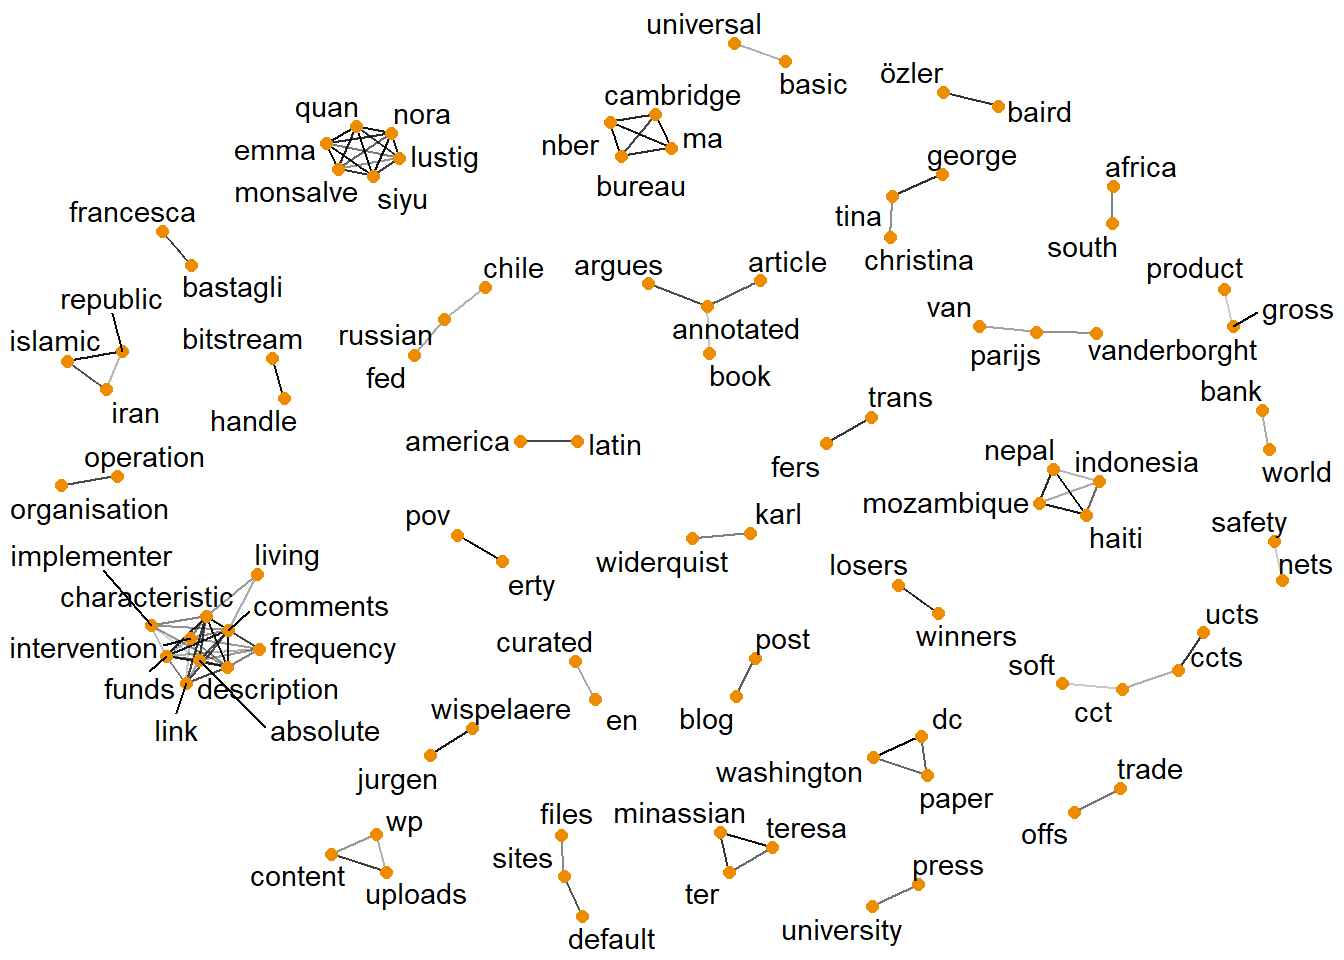 universal
basic
özler
baird
cambridge
nber
ma
bureau
quan
nora
emma
lustig
monsalve
siyu
george
tina
christina
africa
south
francesca
bastagli
republic
islamic
iran
bitstream
handle
chile
russian
fed
argues
article
annotated
book
product
gross
van
parijs
vanderborght
bank
world
trans
fers
america
latin
operation
organisation
nepal
indonesia
mozambique
haiti
safety
nets
pov
erty
karl
widerquist
implementer
living
characteristic
comments
intervention
frequency
funds
description
link
absolute
losers
winners
ucts
ccts
soft
cct
curated
en
post
blog
wispelaere
jurgen
dc
washington
paper
trade
offs
wp
content
uploads
files
sites
default
minassian
teresa
ter
press
university